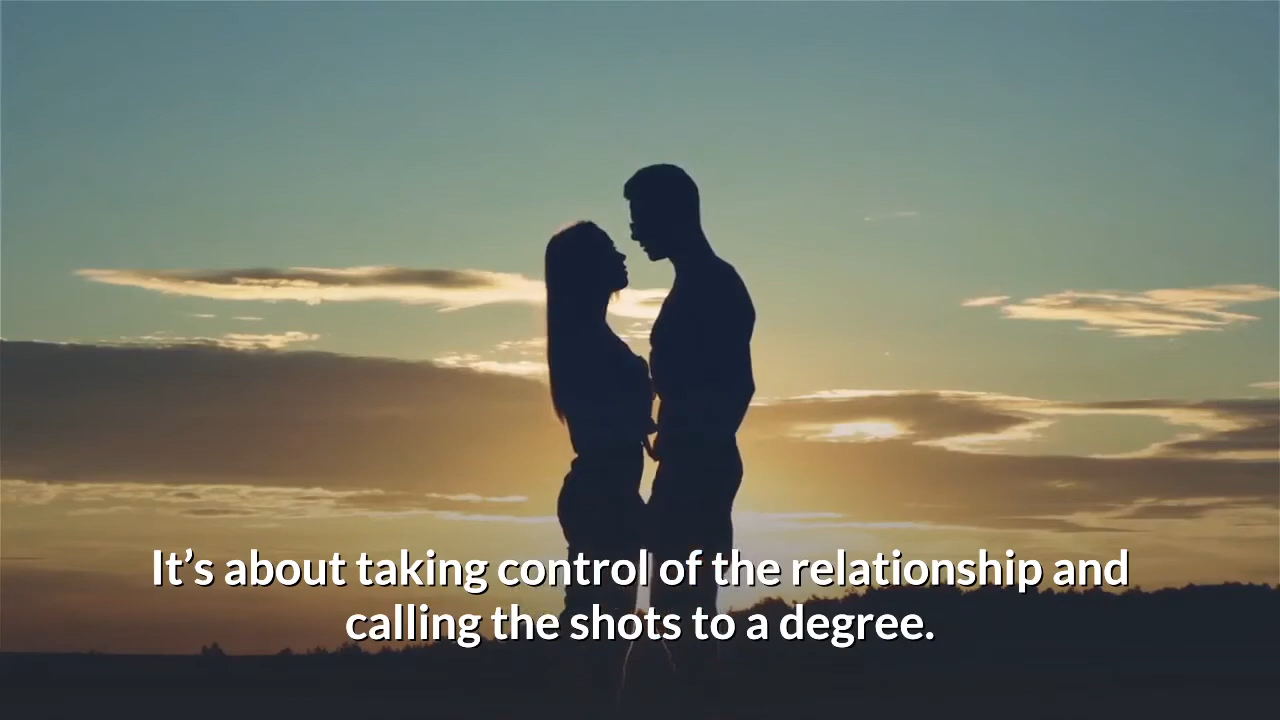 It’s about taking control of the relationship and
calling the shots to a degree.